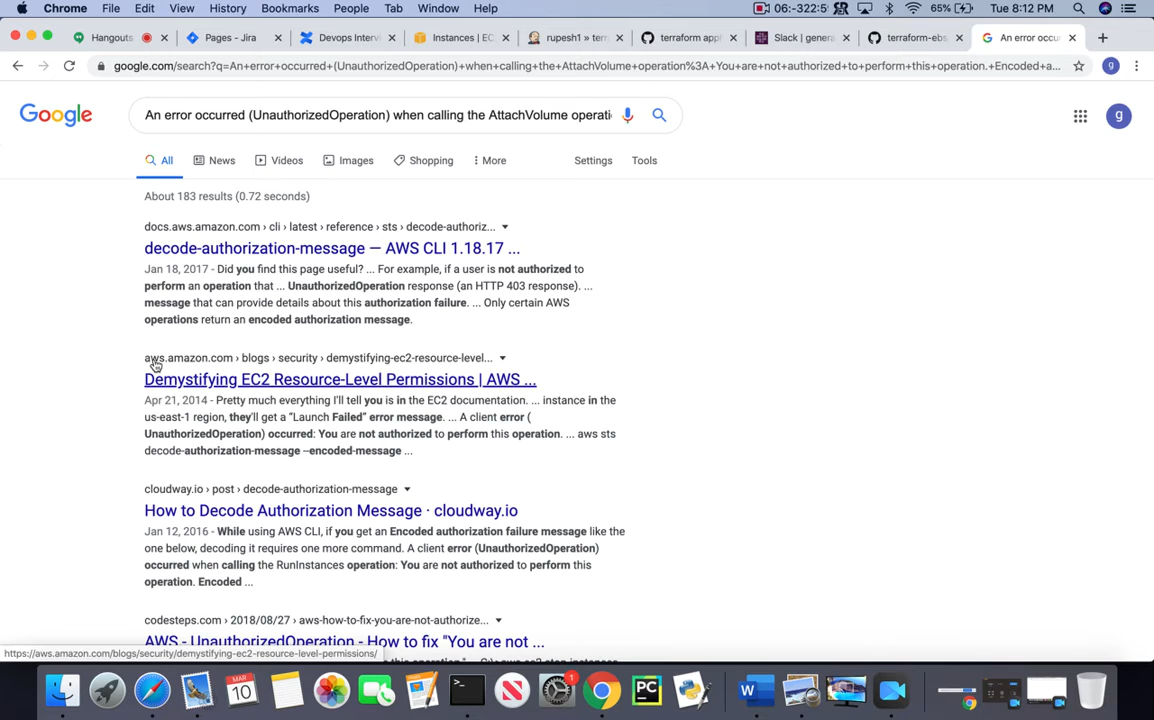 Chrome File Edit View History Bookmarks People Tab Window Help 06:-322:5 65% Tue 8:12 PM
Hangouts Pages - Jira Devops Intervi Instances | EC rupesh1 » terr terraform appl Slack | genera terraform-ebs An error occur
google.com/search?q=An+error+occurred+(UnauthorizedOperation)+when+calling+the+AttachVolume+operation%3A+You+are+not+authorized+to+perform+this+operation.+Encoded+a... g
Google An error occurred (UnauthorizedOperation) when calling the AttachVolume operati g
All News Videos Images Shopping More Settings Tools
About 183 results (0.72 seconds)
docs.aws.amazon.com › cli › latest › reference › sts › decode-authoriz...
decode-authorization-message — AWS CLI 1.18.17 ...
Jan 18, 2017 - Did you find this page useful? ... For example, if a user is not authorized to
perform an operation that ... UnauthorizedOperation response (an HTTP 403 response). ...
message that can provide details about this authorization failure. ... Only certain AWS
operations return an encoded authorization message.
aws.amazon.com › blogs › security › demystifying-ec2-resource-level...
Demystifying EC2 Resource-Level Permissions | AWS ...
Apr 21, 2014 - Pretty much everything I'll tell you is in the EC2 documentation. ... instance in the
us-east-1 region, they'll get a “Launch Failed” error message. ... A client error (
UnauthorizedOperation) occurred: You are not authorized to perform this operation. ... aws sts
decode-authorization-message --encoded-message ...
cloudway.io › post › decode-authorization-message
How to Decode Authorization Message · cloudway.io
Jan 12, 2016 - While using AWS CLI, if you get an Encoded authorization failure message like the
one below, decoding it requires one more command. A client error (UnauthorizedOperation)
occurred when calling the RunInstances operation: You are not authorized to perform this
operation. Encoded ...
codesteps.com › 2018/08/27 › aws-how-to-fix-you-are-not-authorize...
AWS - UnauthorizedOperation - How to fix "You are not ...
https://aws.amazon.com/blogs/security/demystifying-ec2-resource-level-permissions/
MAR
10
1
PC
W